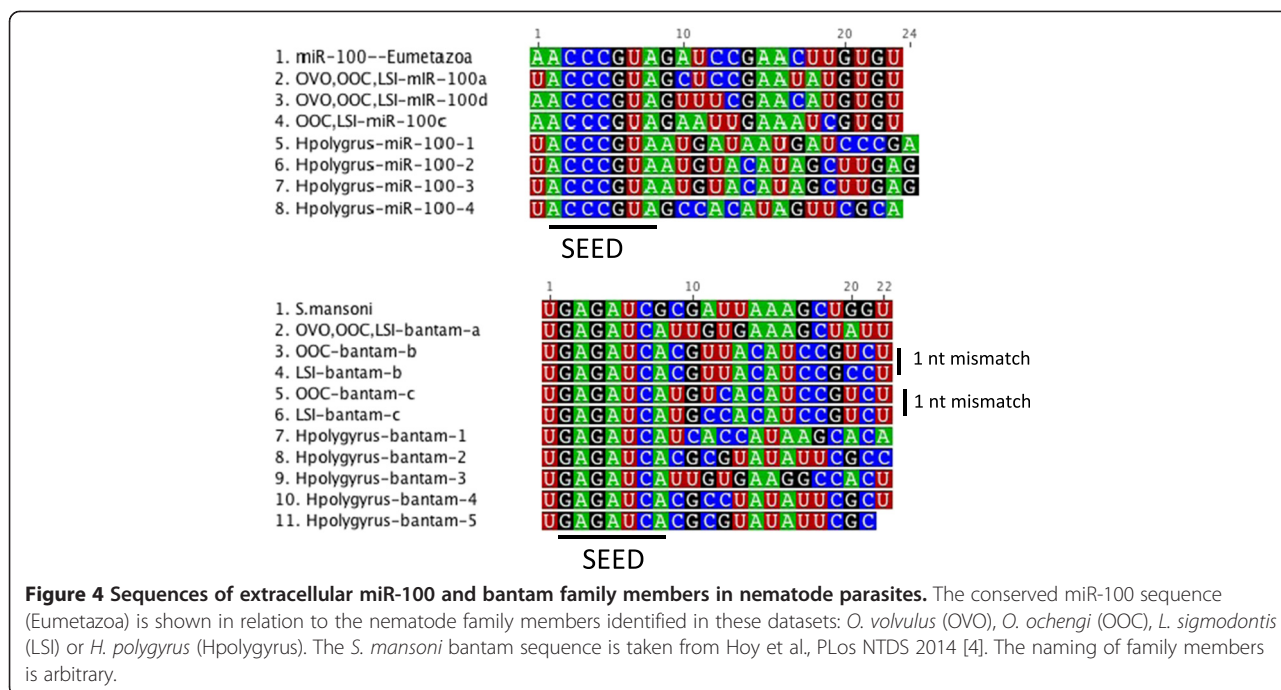 1 10 20 24
1. miR-100--Eumetazoa AACCCGUAGAUCCGAACUUGUGU
2. OVO,OOC,LSI-mIR-100a UACCCGUAGCUCCGAAUAUGUGU
3. OVO,OOC,LSI-mIR-100d AACCCGUAGUUUCGAACAUGUGU
4. OOC,LSI-miR-100c AACCCGUAGAAUUGAAAUCGUGU
5. Hpolygrus-miR-100-1 UACCCGUAAUGAUAAUGAUCCCGA
6. Hpolygrus-miR-100-2 UACCCGUAAUGUACAUAGCUUGAG
7. Hpolygrus-miR-100-3 UACCCGUAAUGUACAUAGCUUGAG
8. Hpolygrus-miR-100-4 UACCCGUAGCCACAUAGUUCGCA
SEED
1 10 20 22
1. S.mansoni UGAGAUCGCGAUUAAAGCUGGU
2. OVO,OOC,LSI-bantam-a UGAGAUCAUUGUGAAAGCUAUU
3. OOC-bantam-b UGAGAUCACGUUACAUCCGUCU
4. LSI-bantam-b UGAGAUCACGUUACAUCCGCCU
1 nt mismatch
5. OOC-bantam-c UGAGAUCAUGUCACAUCCGUCU
6. LSI-bantam-c UGAGAUCAUGCCACAUCCGUCU
1 nt mismatch
7. Hpolygyrus-bantam-1 UGAGAUCAUCACCAUAAGCACA
8. Hpolygyrus-bantam-2 UGAGAUCACGCGUAUAUUCGCC
9. Hpolygyrus-bantam-3 UGAGAUCAUUGUGAAGGCCACU
10. Hpolygyrus-bantam-4 UGAGAUCACGCCUAUAUUCGCU
11. Hpolygyrus-bantam-5 UGAGAUCACGCGUAUAUUCGC
SEED
Figure 4 Sequences of extracellular miR-100 and bantam family members in nematode parasites. The conserved miR-100 sequence
(Eumetazoa) is shown in relation to the nematode family members identified in these datasets: O. volvulus (OVO), O. ochengi (OOC), L. sigmodontis
(LSI) or H. polygyrus (Hpolygyrus). The S. mansoni bantam sequence is taken from Hoy et al., PLos NTDS 2014 [4]. The naming of family members
is arbitrary.